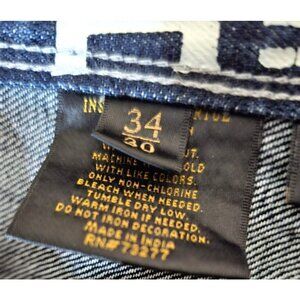 34
30
MACHINE
WITH LIKE COLORS.
ONLY NON-CHLORINE
BLEACH WHEN NEEDED.
TUMBLE DRY LOW.
WARM IRON IF NEEDED.
DO NOT IRON DECORATION.
MADE IN INDIA
RN#73277